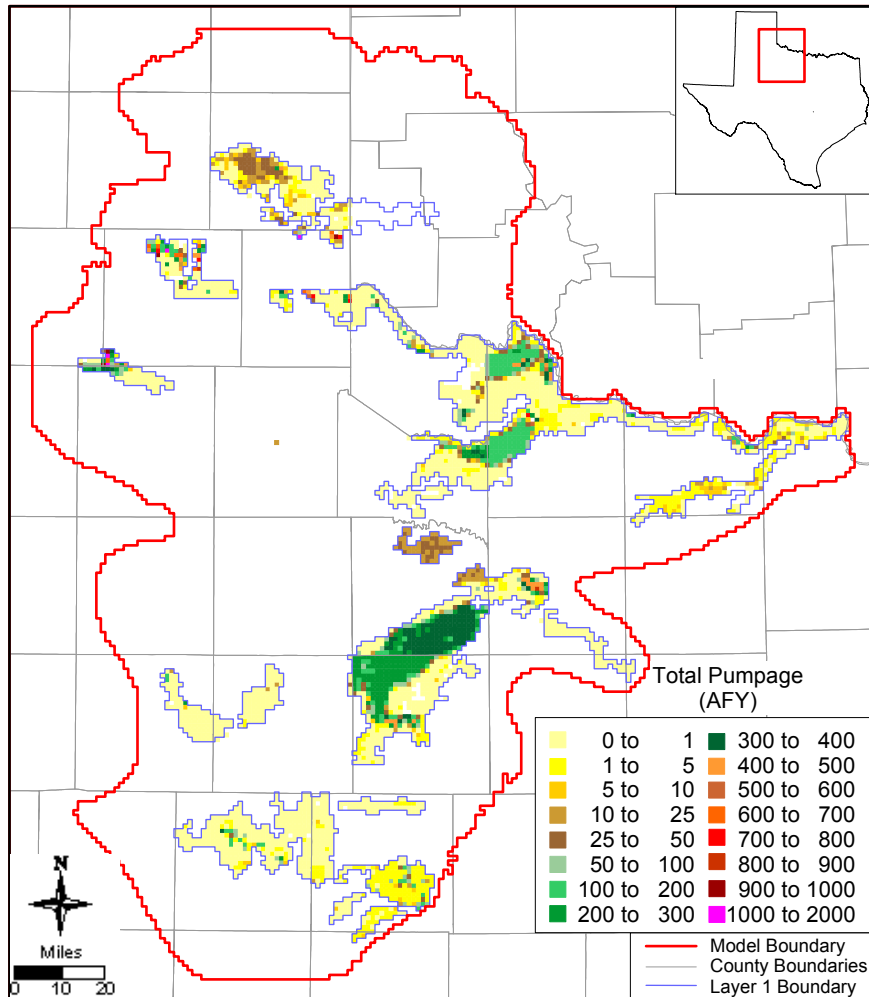 Total Pumpage
(AFY)
0 to 1 300 to 400
1 to 5 400 to 500
5 to 10 500 to 600
10 to 25 600 to 700
25 to 50 700 to 800
50 to 100 800 to 900
100 to 200 900 to 1000
200 to 300 1000 to 2000
N
Miles
0 10 20
Model Boundary
County Boundaries
Layer 1 Boundary